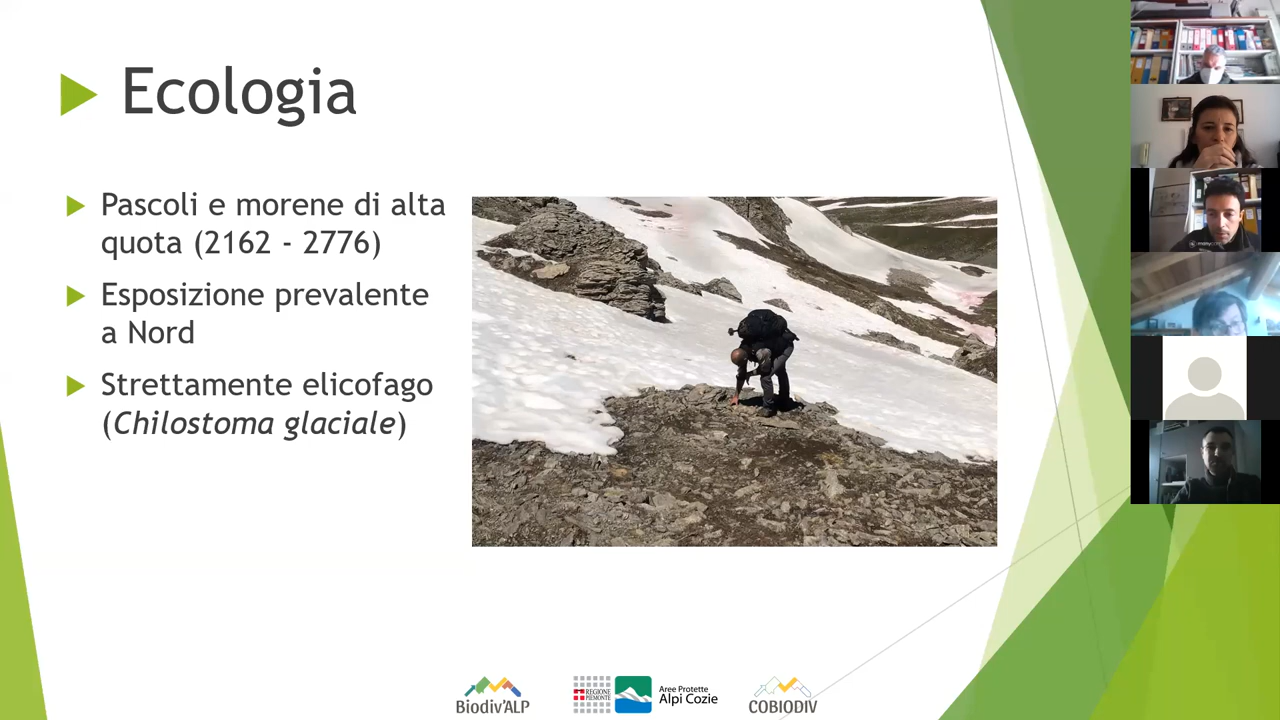 Ecologia
Pascoli e morene di alta
quota (2162 - 2776)
Esposizione prevalente
a Nord
Strettamente elicofago
(Chilostoma glaciale)
Biodiv'ALP
REGIONE
PIEMONTE
Aree Protette
Alpi Cozie
COBIODIV